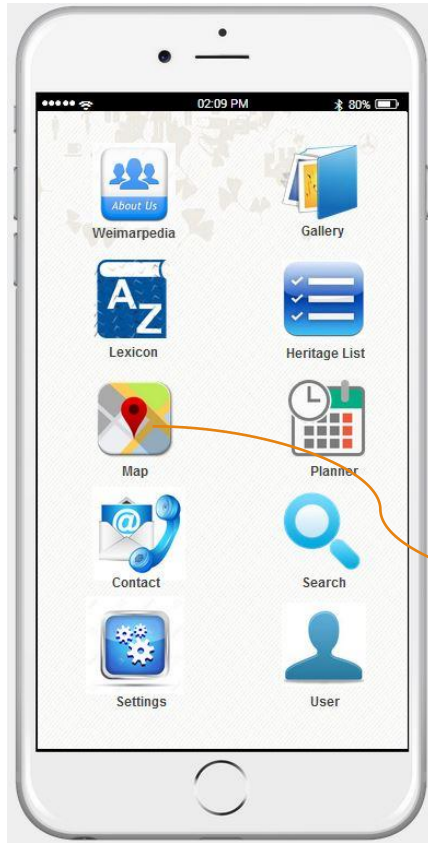 02:09 PM 80%
About Us
Weimarpedia Gallery
A
Z
Lexicon Heritage List
Map Planner
@
Contact Search
Settings User